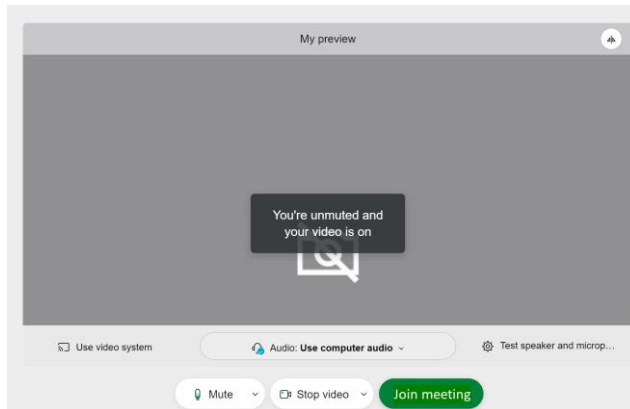 My preview
You're unmuted and
your video is on
Use video system
Audio: Use computer audio
Test speaker and microp...
Mute
Stop video
Join meeting